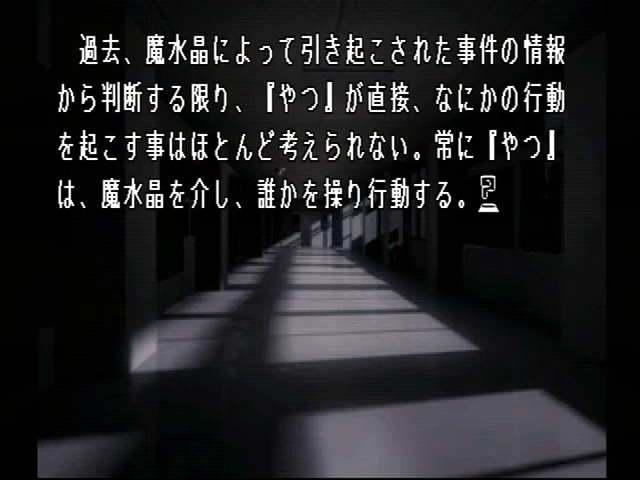 過去、魔水晶によって引き起こされた事件の情報
から判断する限り、『やつ』が直接、なにかの行動
を起こす事はほとんど考えられない。常に『やつ』
は、魔水晶を介し、誰かを操り行動する。